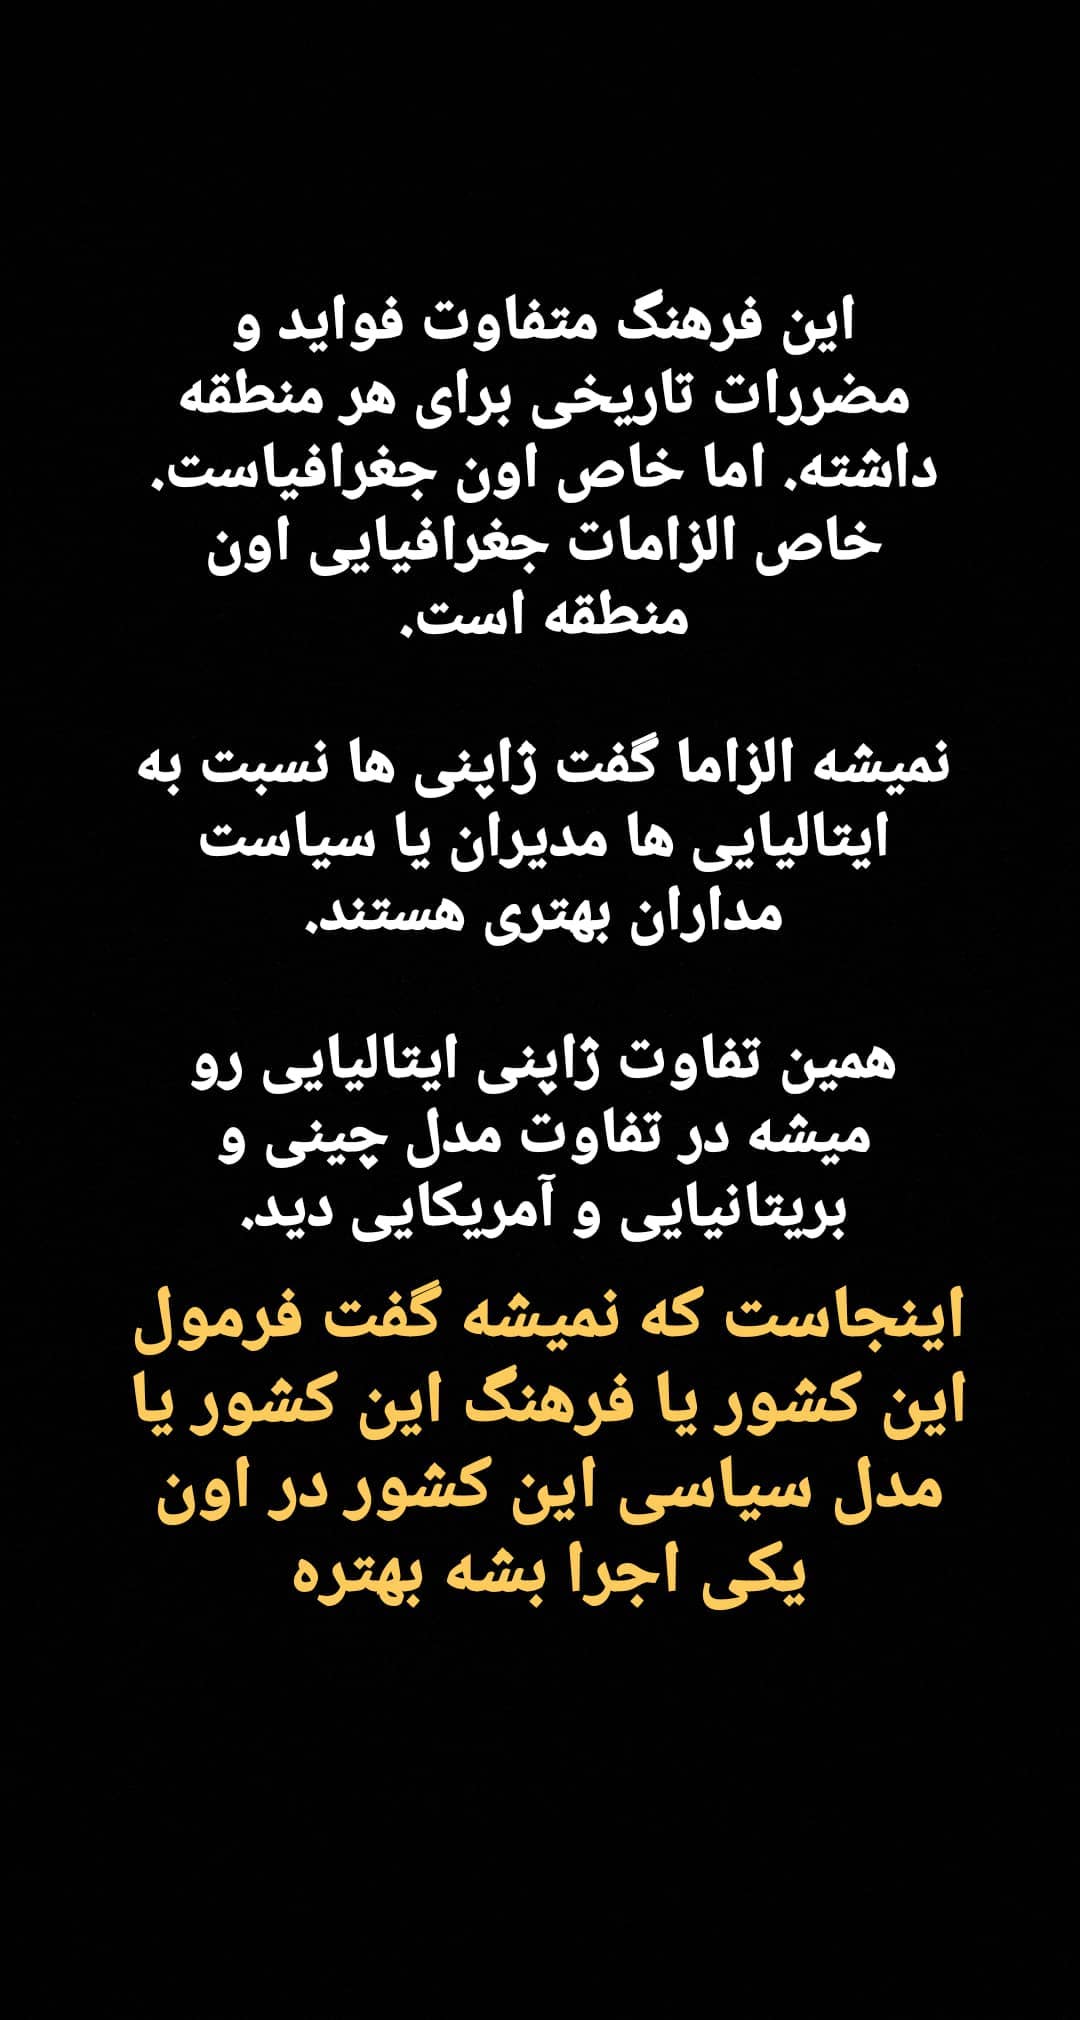 این فرهنگ متفاوت فواید و
مضررات تاریخی برای هر منطقه
داشته. اما خاص اون جغرافیاست.
خاص الزامات جغرافیایی اون
منطقه است.
نمیشه الزاما گفت ژاپنی ها نسبت به
ایتالیایی ها مدیران یا سیاست
مداران بهتری هستند.
همین تفاوت ژاپنی ایتالیایی رو
میشه در تفاوت مدل چینی و
بریتانیایی و آمریکایی دید.
اینجاست که نمیشه گفت فرمول
این کشور یا فرهنگ این کشور یا
مدل سیاسی این کشور در اون
یکی اجرا بشه بهتره